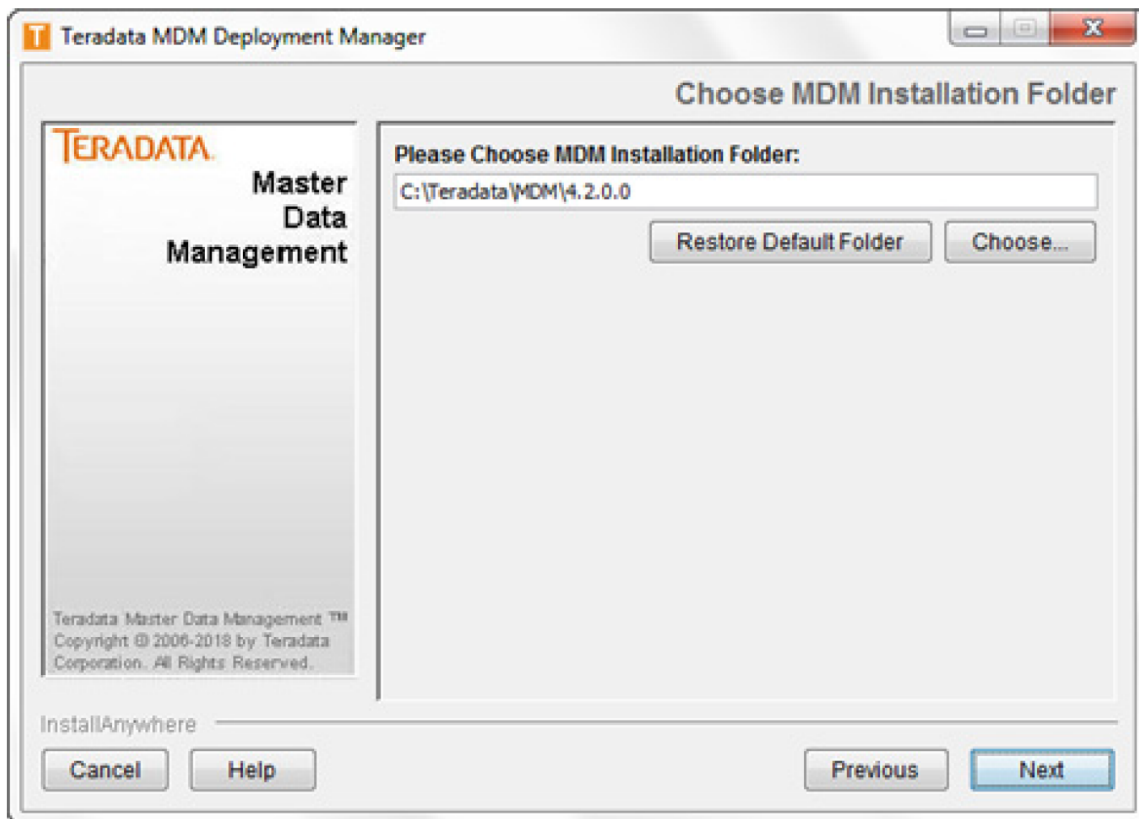 Teradata MDM Deployment Manager
Choose MDM Installation Folder
TERADATA.
Master
Data
Management
Please Choose MDM Installation Folder:
C:\Teradata\MDM\4.2.0.0
Restore Default Folder
Choose...
Teradata Master Data Management ™
Copyright © 2006-2018 by Teradata
Corporation. All Rights Reserved.
InstallAnywhere
Cancel
Help
Previous
Next